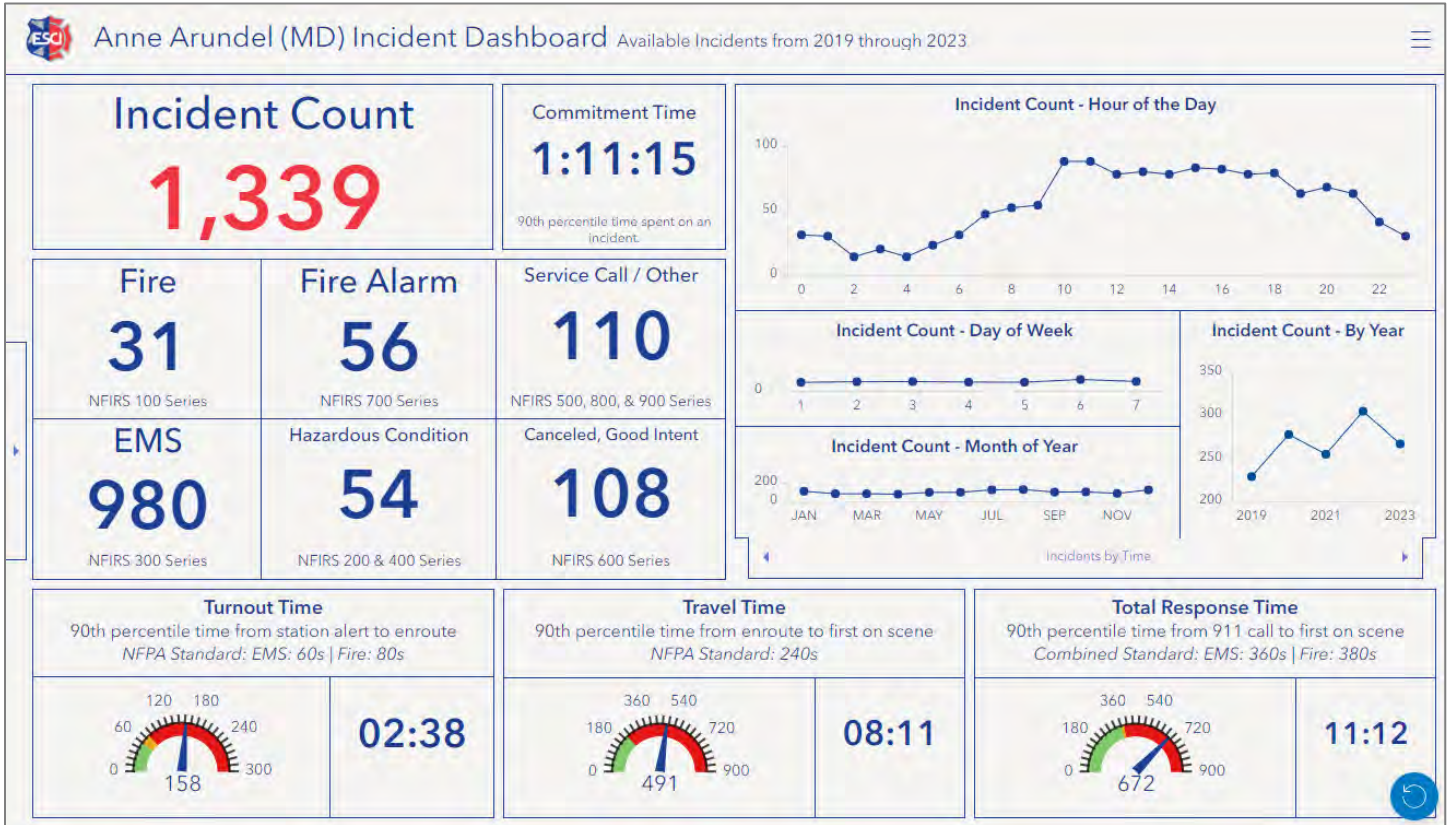 ESCI
Anne Arundel (MD) Incident Dashboard Available Incidents from 2019 through 2023
Incident Count
1,339
Commitment Time
1:11:15
90th percentile time spent on an
incident.
Fire
31
NFIRS 100 Series
Fire Alarm
56
NFIRS 700 Series
Service Call / Other
110
NFIRS 500, 800, & 900 Series
EMS
980
NFIRS 300 Series
Hazardous Condition
54
NFIRS 200 & 400 Series
Canceled, Good Intent
108
NFIRS 600 Series
Incident Count - Hour of the Day
100
50
0
0 2 4 6 8 10 12 14 16 18 20 22
Incident Count - Day of Week
0
1 2 3 4 5 6 7
Incident Count - Month of Year
200
0
JAN MAR MAY JUL SEP NOV
Incident Count - By Year
350
300
250
200
2019 2021 2023
Incidents by Time
Turnout Time
90th percentile time from station alert to enroute
NFPA Standard: EMS: 60s | Fire: 80s
0 60 120 180 240 300
158
02:38
Travel Time
90th percentile time from enroute to first on scene
NFPA Standard: 240s
0 180 360 540 720 900
491
08:11
Total Response Time
90th percentile time from 911 call to first on scene
Combined Standard: EMS: 360s | Fire: 380s
0 180 360 540 720 900
672
11:12